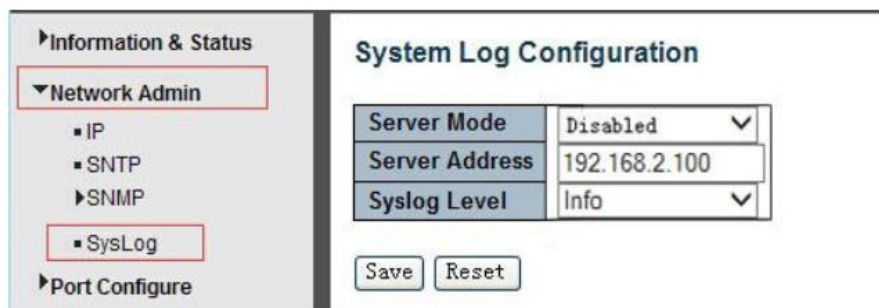 Information & Status
Network Admin
IP
SNTP
SNMP
SysLog
Port Configure
System Log Configuration
Server Mode Disabled
Server Address 192.168.2.100
Syslog Level Info
Save Reset